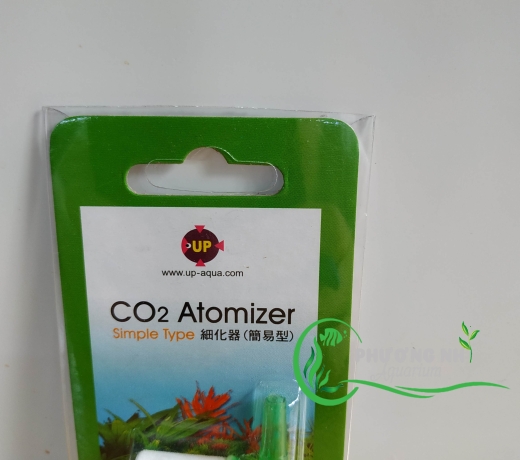 UP
www.up-aqua.com
CO2 Atomizer
Simple Type 細化器(簡易型)